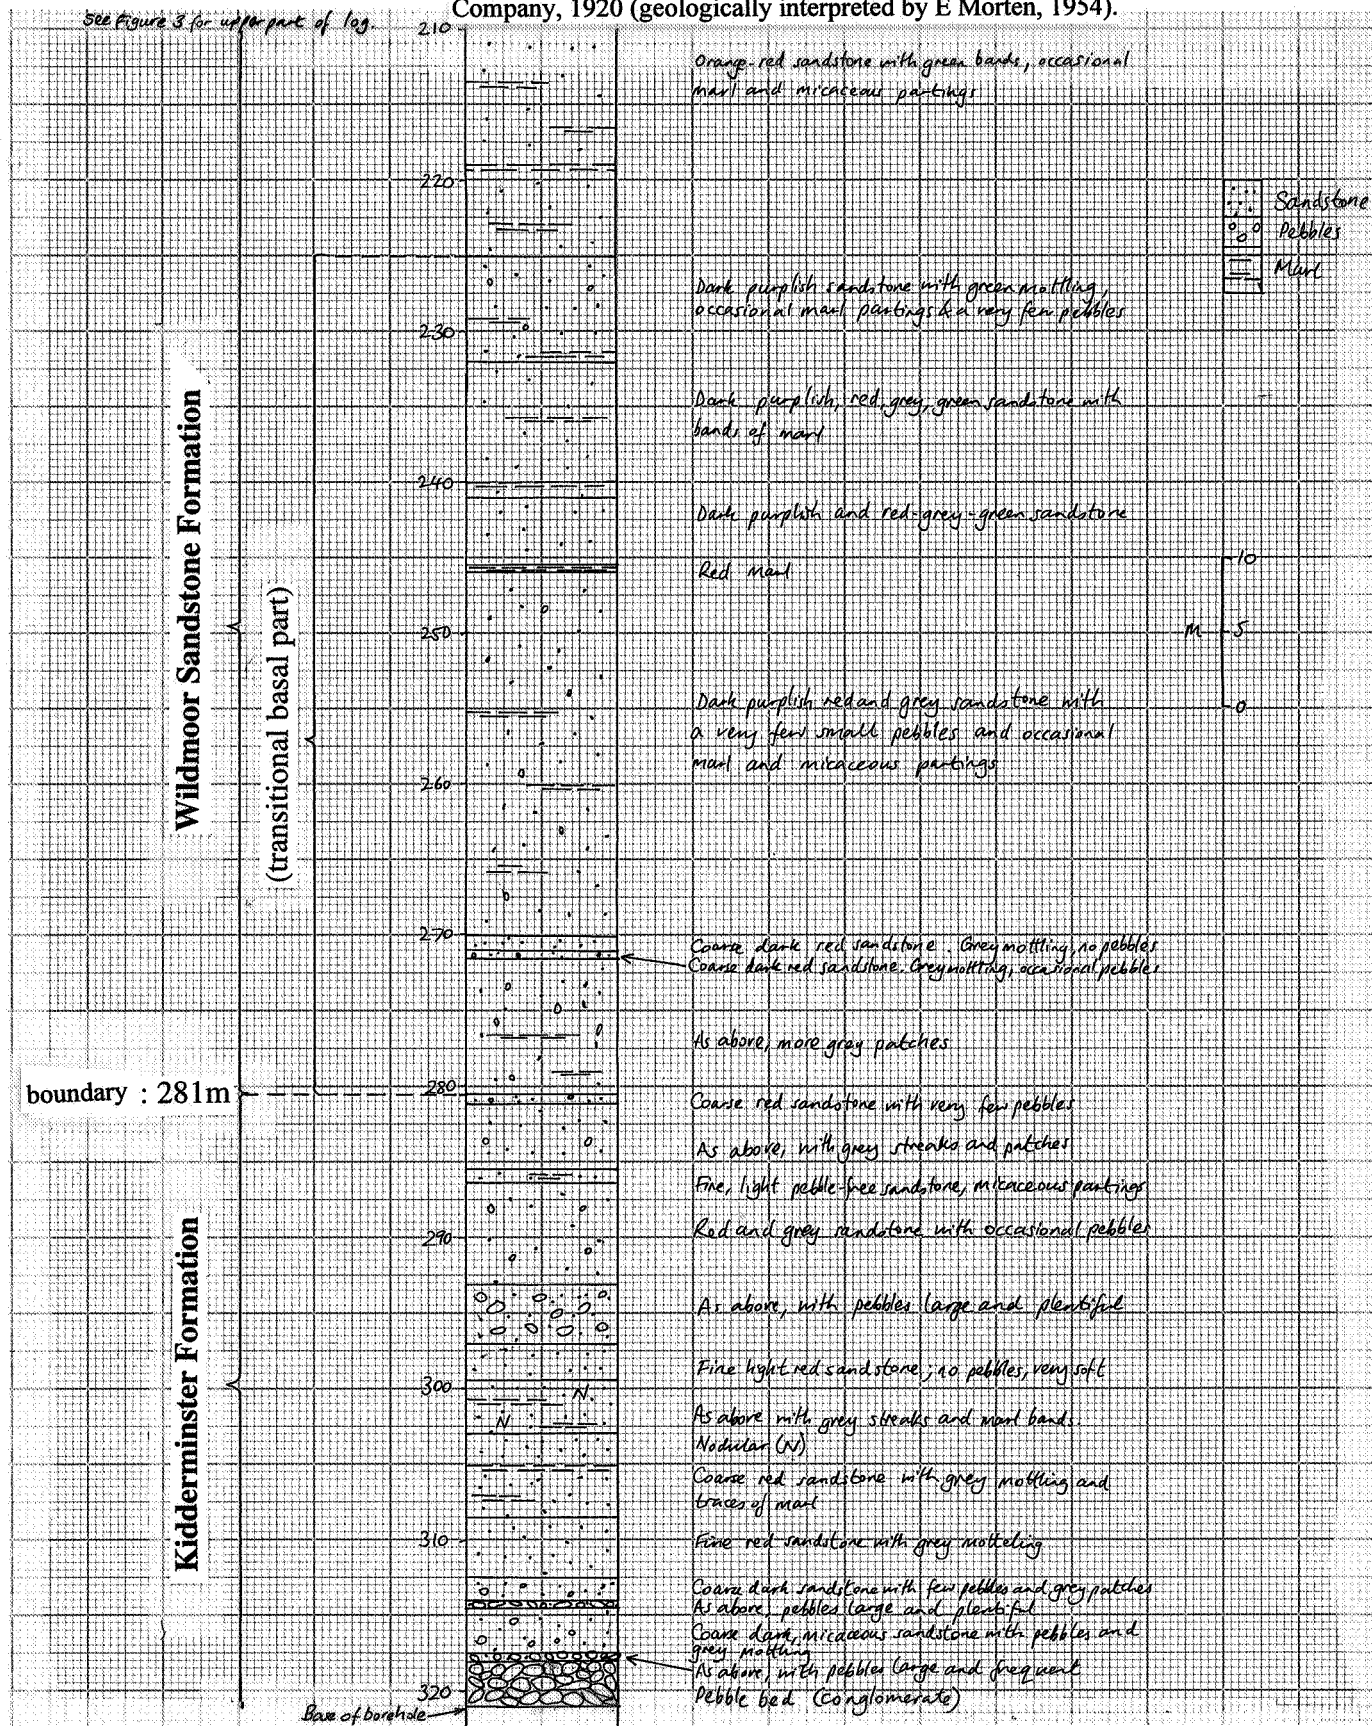 Company, 1920 (geologically interpreted by E Morten, 1954).
See Figure 3 for upper part of log.
210
Orange-red sandstone with green bands, occasional
marl and micaceous partings
220
Sandstone
Pebbles
Marl
Dark purplish sandstone with green mottling,
occasional marl partings & a very few pebbles
230
Wildmoor Sandstone Formation
(transitional basal part)
Dark purplish, red, grey, green sandstone with
bands of marl
240
Dark purplish and red-grey-green sandstone
Red Marl
10
M 5
0
250
Dark purplish red and grey sandstone with
a very few small pebbles and occasional
marl and micaceous partings
260
270
Coarse dark red sandstone. Grey mottling, no pebbles
Coarse dark red sandstone. Grey mottling, occasional pebbles
As above, more grey patches
boundary : 281m
280
Coarse red sandstone with very few pebbles
As above, with grey streaks and patches
Fine, light pebble-free sandstone, micaceous partings
Red and grey sandstone with occasional pebbles
290
Kidderminster Formation
As above, with pebbles large and plentiful
Fine light red sandstone; no pebbles, very soft
300
N
N
As above with grey streaks and marl bands.
Nodular (N)
Coarse red sandstone with grey mottling and
traces of marl
310
Fine red sandstone with grey motteling
Coarse dark sandstone with few pebbles and grey patches
As above, pebbles large and plentiful
Coarse dark, micaceous sandstone with pebbles and
grey mottling
As above, with pebbles large and frequent
320
Pebble bed (conglomerate)
Base of borehole